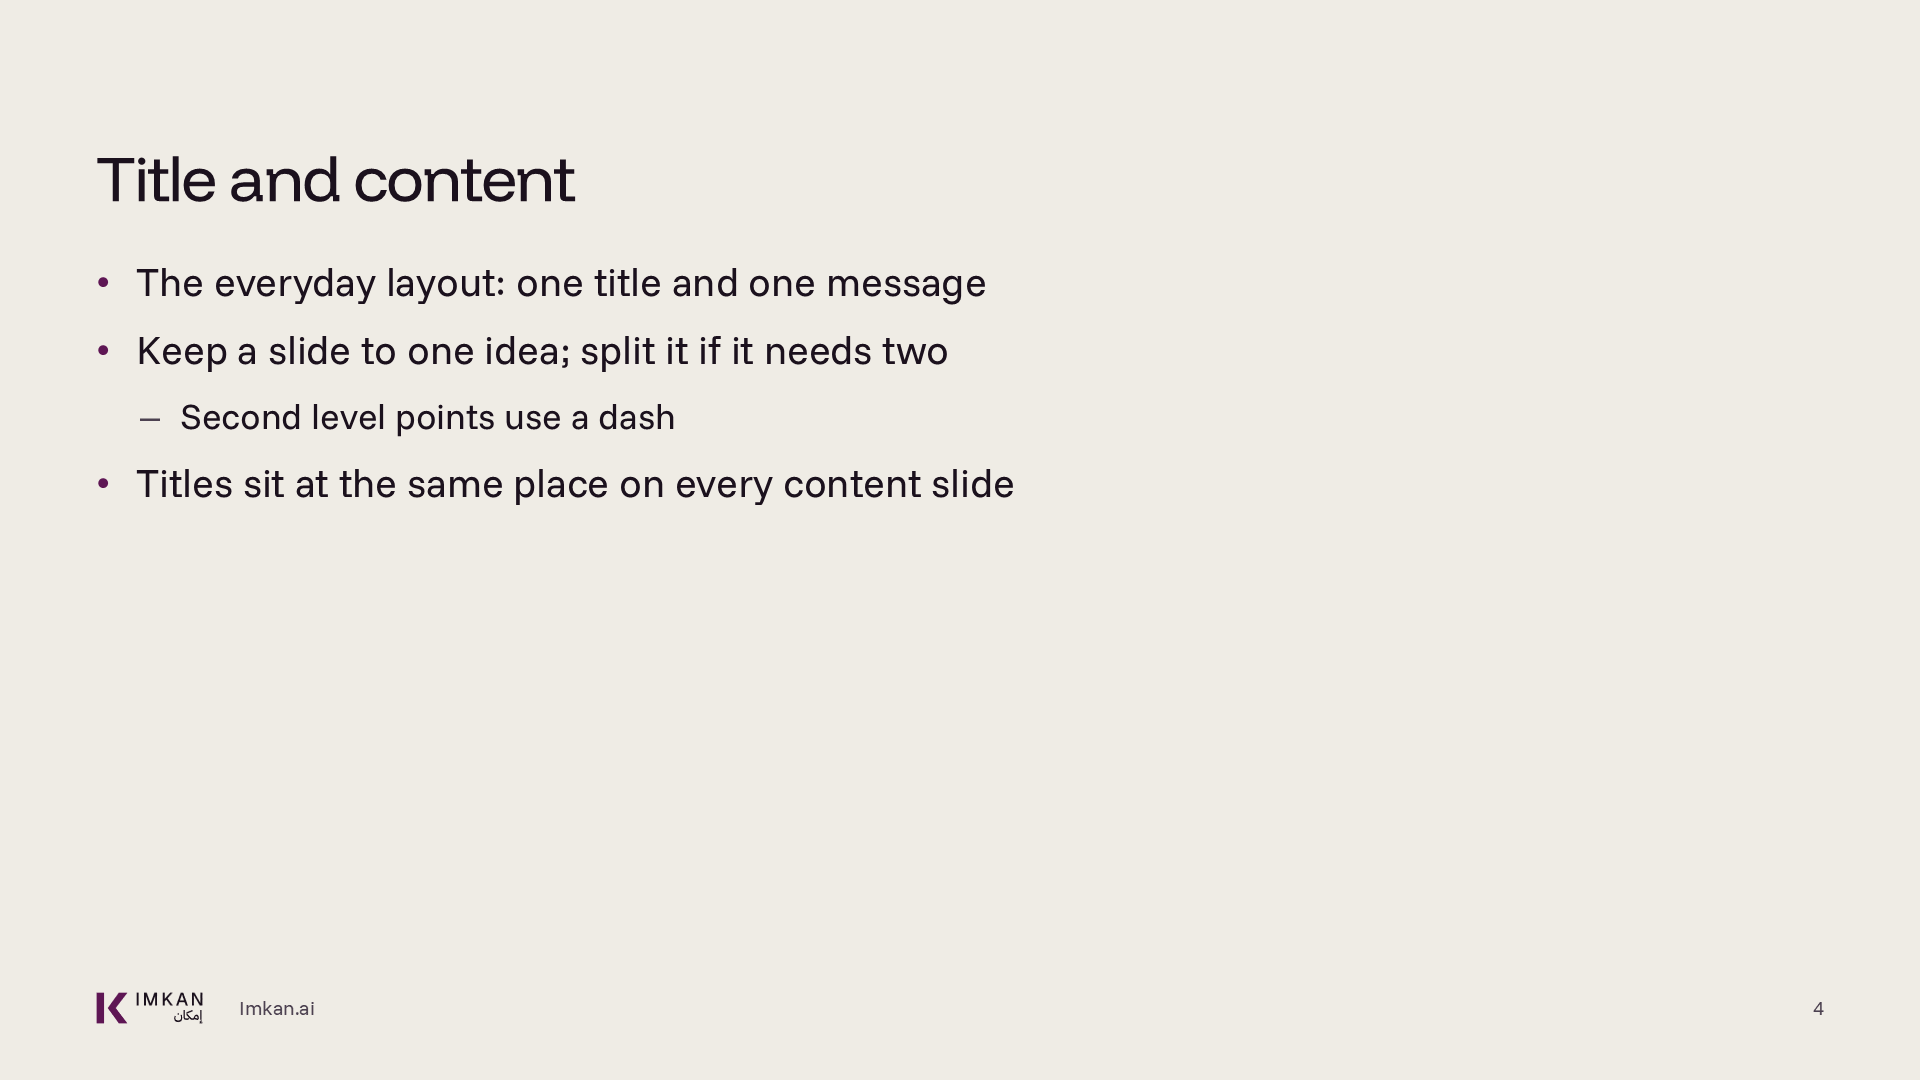 Title and content
• The everyday layout: one title and one message
• Keep a slide to one idea; split it if it needs two
– Second level points use a dash
• Titles sit at the same place on every content slide
IMKAN
إمكان
Imkan.ai
4